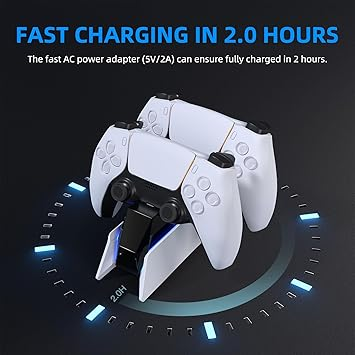 FAST CHARGING IN 2.0 HOURS
The fast AC power adapter (5V/2A) can ensure fully charged in 2 hours.
2.0H